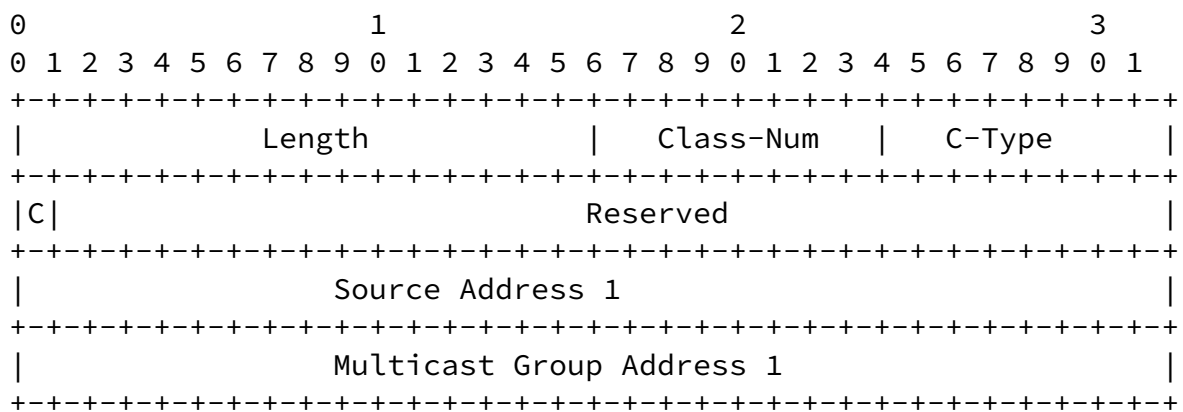 0                   1                   2                   3
0 1 2 3 4 5 6 7 8 9 0 1 2 3 4 5 6 7 8 9 0 1 2 3 4 5 6 7 8 9 0 1
+-+-+-+-+-+-+-+-+-+-+-+-+-+-+-+-+-+-+-+-+-+-+-+-+-+-+-+-+-+-+-+-+
|             Length            |   Class-Num   |   C-Type      |
+-+-+-+-+-+-+-+-+-+-+-+-+-+-+-+-+-+-+-+-+-+-+-+-+-+-+-+-+-+-+-+-+
|C|                             Reserved                        |
+-+-+-+-+-+-+-+-+-+-+-+-+-+-+-+-+-+-+-+-+-+-+-+-+-+-+-+-+-+-+-+-+
|                 Source Address 1                              |
+-+-+-+-+-+-+-+-+-+-+-+-+-+-+-+-+-+-+-+-+-+-+-+-+-+-+-+-+-+-+-+-+
|                 Multicast Group Address 1                     |
+-+-+-+-+-+-+-+-+-+-+-+-+-+-+-+-+-+-+-+-+-+-+-+-+-+-+-+-+-+-+-+-+